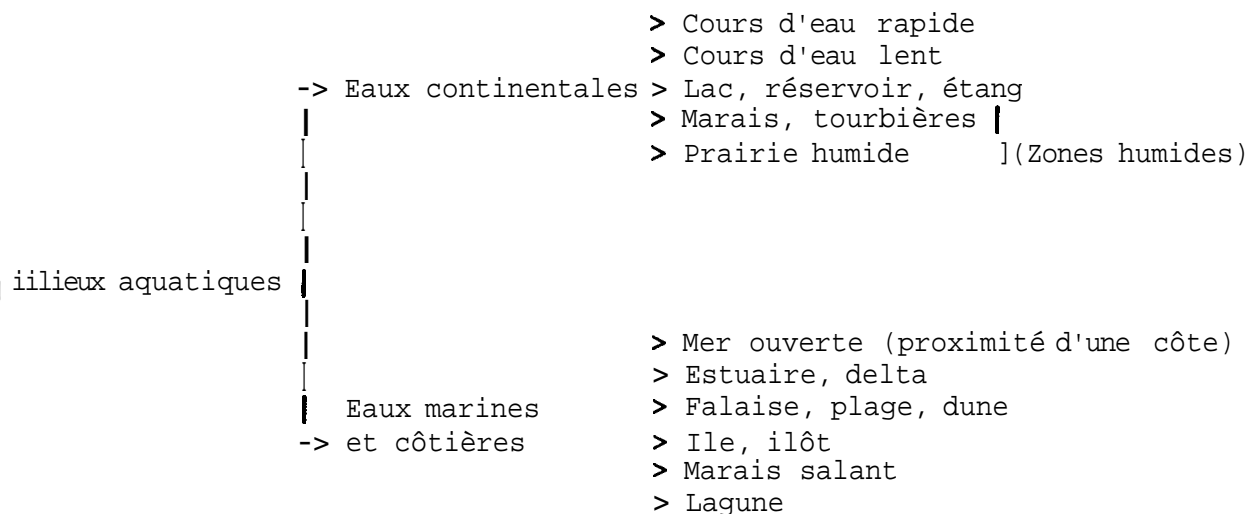 > Cours d'eau rapide
> Cours d'eau lent
-> Eaux continentales > Lac, réservoir, étang
> Marais, tourbières |
> Prairie humide ](Zones humides)
iilieux aquatiques
> Mer ouverte (proximité d'une côte)
> Estuaire, delta
Eaux marines > Falaise, plage, dune
-> et côtières > Ile, ilôt
> Marais salant
> Lagune